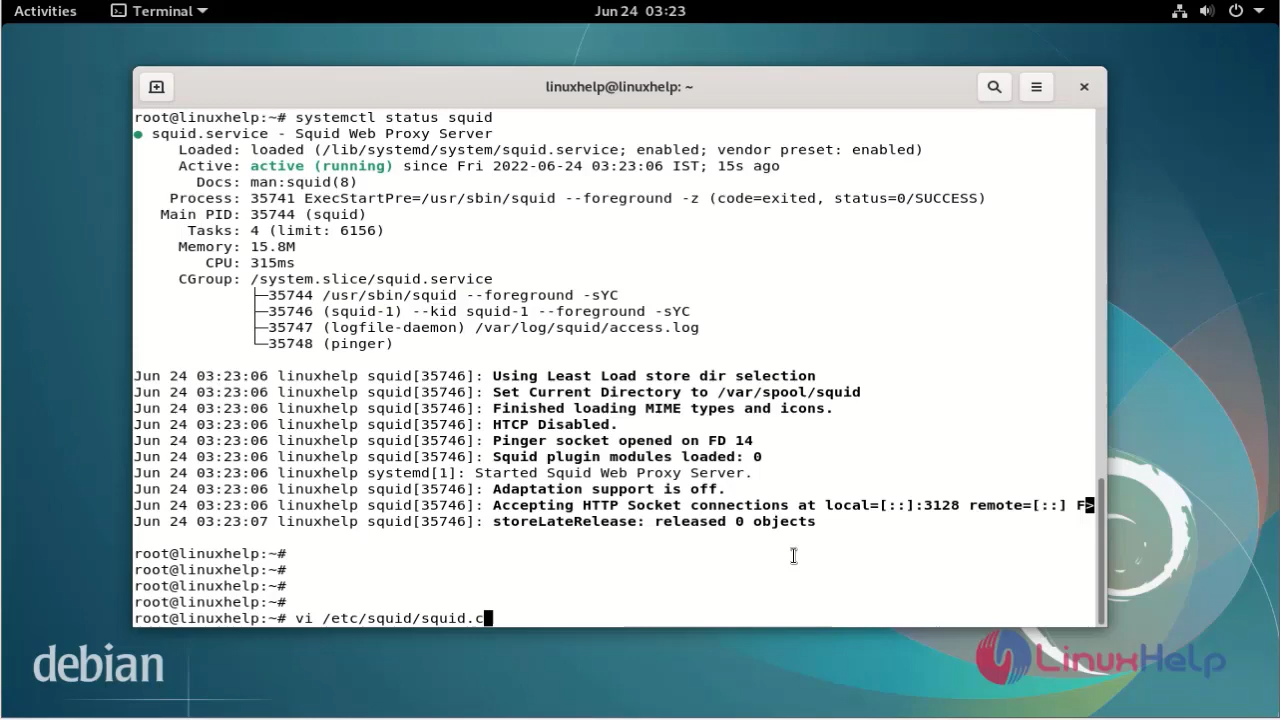 Activities Terminal Jun 24 03:23
linuxhelp@linuxhelp: ~
root@linuxhelp:~# systemctl status squid
● squid.service - Squid Web Proxy Server
     Loaded: loaded (/lib/systemd/system/squid.service; enabled; vendor preset: enabled)
     Active: active (running) since Fri 2022-06-24 03:23:06 IST; 15s ago
       Docs: man:squid(8)
    Process: 35741 ExecStartPre=/usr/sbin/squid --foreground -z (code=exited, status=0/SUCCESS)
   Main PID: 35744 (squid)
      Tasks: 4 (limit: 6156)
     Memory: 15.8M
        CPU: 315ms
     CGroup: /system.slice/squid.service
             ├─35744 /usr/sbin/squid --foreground -sYC
             ├─35746 (squid-1) --kid squid-1 --foreground -sYC
             ├─35747 (logfile-daemon) /var/log/squid/access.log
             └─35748 (pinger)
Jun 24 03:23:06 linuxhelp squid[35746]: Using Least Load store dir selection
Jun 24 03:23:06 linuxhelp squid[35746]: Set Current Directory to /var/spool/squid
Jun 24 03:23:06 linuxhelp squid[35746]: Finished loading MIME types and icons.
Jun 24 03:23:06 linuxhelp squid[35746]: HTCP Disabled.
Jun 24 03:23:06 linuxhelp squid[35746]: Pinger socket opened on FD 14
Jun 24 03:23:06 linuxhelp squid[35746]: Squid plugin modules loaded: 0
Jun 24 03:23:06 linuxhelp systemd[1]: Started Squid Web Proxy Server.
Jun 24 03:23:06 linuxhelp squid[35746]: Adaptation support is off.
Jun 24 03:23:06 linuxhelp squid[35746]: Accepting HTTP Socket connections at local=[::]:3128 remote=[::] F>
Jun 24 03:23:07 linuxhelp squid[35746]: storeLateRelease: released 0 objects
root@linuxhelp:~#
root@linuxhelp:~#
root@linuxhelp:~#
root@linuxhelp:~#
root@linuxhelp:~# vi /etc/squid/squid.c
debian
LinuxHelp